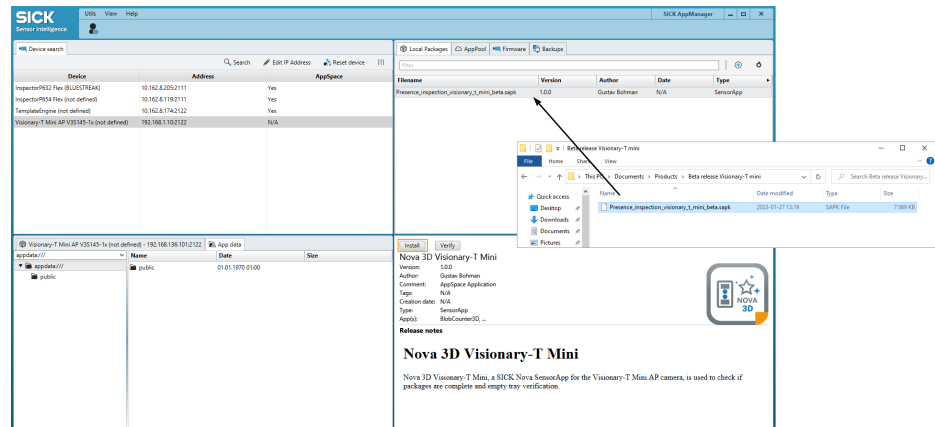 SICK
Sensor Intelligence.
Utils View Help
SICK AppManager
Device search
Search Edit IP Address Reset device
Device Address AppSpace
InspectorP632 Flex (BLUESTREAK) 10.162.8.205:2111 Yes
InspectorP654 Flex (not defined) 10.162.8.119:2111 Yes
TemplateEngine (not defined) 10.162.8.174:2122 Yes
Visionary-T Mini AP V3S145-1x (not defined) 192.168.1.10:2122 N/A
Local Packages AppPool Firmware Backups
Filter
Filename Version Author Date Type
Presence_inspection_visionary_t_mini_beta.sapk 1.0.0 Gustav Bohman N/A SensorApp
Beta release Visionary-T mini
File Home Share View
This PC Documents Products Beta release Visionary-T mini
Search Beta release Visionary...
Name Date modified Type Size
Quick access
Desktop
Downloads
Documents
Pictures
Presence_inspection_visionary_t_mini_beta.sapk 2023-01-27 13:19 SAPK File 7 069 KB
Visionary-T Mini AP V3S145-1x (not defined) - 192.168.136.101:2122 App data
appdata:///
appdata:///
public
Name Date Size
public 01.01.1970 01:00
Install Verify
Nova 3D Visionary-T Mini
Version: 1.0.0
Author: Gustav Bohman
Comment: AppSpace Application
Tags: N/A
Creation date: N/A
Type: SensorApp
App(s): BlobCounter3D, ...
NOVA
3D
Release notes
Nova 3D Visionary-T Mini
Nova 3D Visionary-T Mini, a SICK Nova SensorApp for the Visionary-T Mini AP camera, is used to check if
packages are complete and empty tray verification.